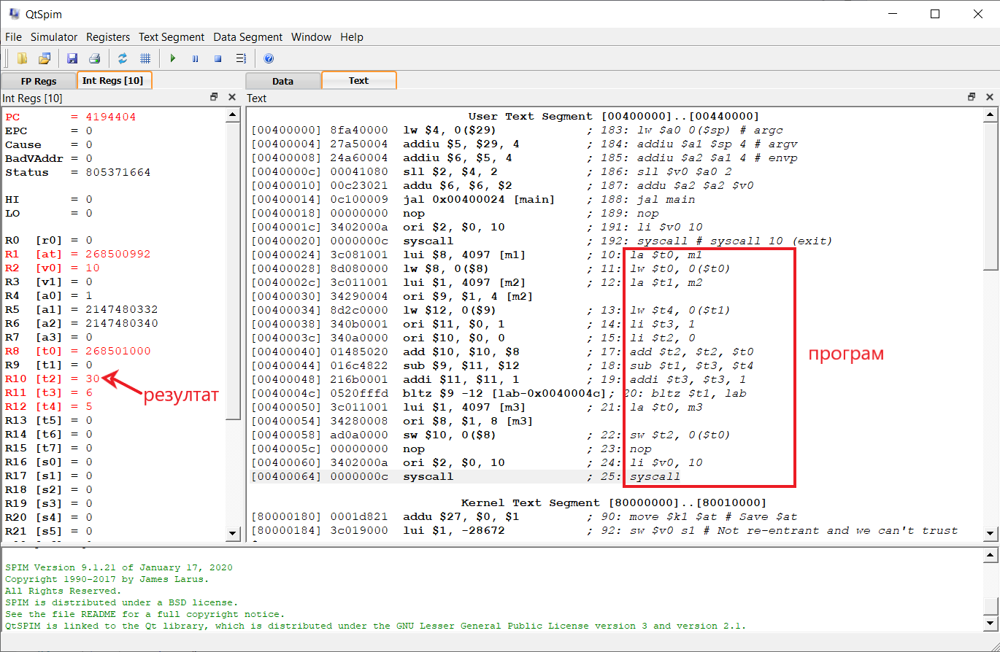 QtSpim
File Simulator Registers Text Segment Data Segment Window Help
FP Regs
Int Regs [10]
Data
Text
Int Regs [10]
Text
PC = 4194404
EPC = 0
Cause = 0
BadVAddr = 0
Status = 805371664
HI = 0
LO = 0
R0 [r0] = 0
R1 [at] = 268500992
R2 [v0] = 10
R3 [v1] = 0
R4 [a0] = 1
R5 [a1] = 2147480332
R6 [a2] = 2147480340
R7 [a3] = 0
R8 [t0] = 268501000
R9 [t1] = 0
R10 [t2] = 30
R11 [t3] = 6
R12 [t4] = 5
R13 [t5] = 0
R14 [t6] = 0
R15 [t7] = 0
R16 [s0] = 0
R17 [s1] = 0
R18 [s2] = 0
R19 [s3] = 0
R20 [s4] = 0
R21 [s5] = 0
резултат
User Text Segment [00400000]..[00440000]
[00400000] 8fa40000 lw $4, 0($29) ; 183: lw $a0 0($sp) # argc
[00400004] 27a50004 addiu $5, $29, 4 ; 184: addiu $a1 $sp 4 # argv
[00400008] 24a60004 addiu $6, $5, 4 ; 185: addiu $a2 $a1 4 # envp
[0040000c] 00041080 sll $2, $4, 2 ; 186: sll $v0 $a0 2
[00400010] 00c23021 addu $6, $6, $2 ; 187: addu $a2 $a2 $v0
[00400014] 0c100009 jal 0x00400024 [main] ; 188: jal main
[00400018] 00000000 nop ; 189: nop
[0040001c] 3402000a ori $2, $0, 10 ; 191: li $v0 10
[00400020] 0000000c syscall ; 192: syscall # syscall 10 (exit)
[00400024] 3c081001 lui $8, 4097 [m1] ; 10: la $t0, m1
[00400028] 8d080000 lw $8, 0($8) ; 11: lw $t0, 0($t0)
[0040002c] 3c011001 lui $1, 4097 [m2] ; 12: la $t1, m2
[00400030] 34290004 ori $9, $1, 4 [m2]
[00400034] 8d2c0000 lw $12, 0($9) ; 13: lw $t4, 0($t1)
[00400038] 340b0001 ori $11, $0, 1 ; 14: li $t3, 1
[0040003c] 340a0000 ori $10, $0, 0 ; 15: li $t2, 0
[00400040] 01485020 add $10, $10, $8 ; 17: add $t2, $t2, $t0
[00400044] 016c4822 sub $9, $11, $12 ; 18: sub $t1, $t3, $t4
[00400048] 216b0001 addi $11, $11, 1 ; 19: addi $t3, $t3, 1
[0040004c] 0520fffd bltz $9 -12 [lab-0x0040004c]; 20: bltz $t1, lab
[00400050] 3c011001 lui $1, 4097 [m3] ; 21: la $t0, m3
[00400054] 34280008 ori $8, $1, 8 [m3]
[00400058] ad0a0000 sw $10, 0($8) ; 22: sw $t2, 0($t0)
[0040005c] 00000000 nop ; 23: nop
[00400060] 3402000a ori $2, $0, 10 ; 24: li $v0, 10
[00400064] 0000000c syscall ; 25: syscall
програм
Kernel Text Segment [80000000]..[80010000]
[80000180] 0001d821 addu $27, $0, $1 ; 90: move $k1 $at # Save $at
[80000184] 3c019000 lui $1, -28672 ; 92: sw $v0 s1 # Not re-entrant and we can't trust
SPIM Version 9.1.21 of January 17, 2020
Copyright 1990-2017 by James Larus.
All Rights Reserved.
SPIM is distributed under a BSD license.
See the file README for a full copyright notice.
QtSPIM is linked to the Qt library, which is distributed under the GNU Lesser General Public License version 3 and version 2.1.